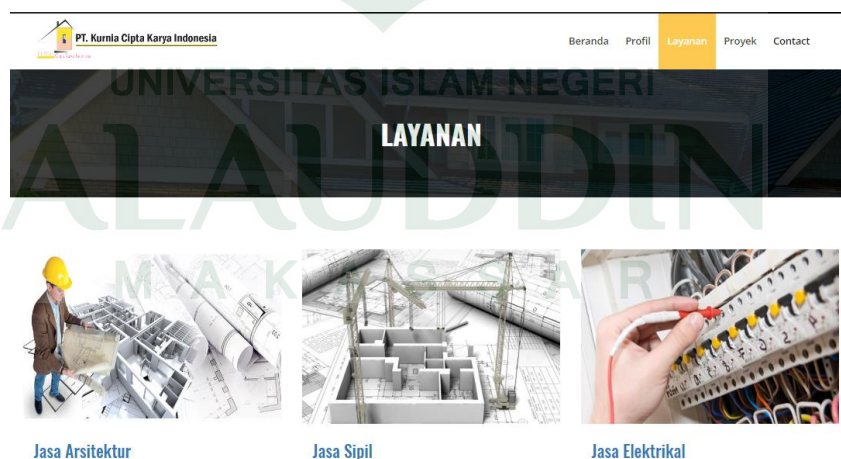 PT. Kurnia Cipta Karya Indonesia
Beranda Profil Layanan Proyek Contact
UNIVERSITAS ISLAM NEGERI
LAYANAN
ALAUDDIN
MAKASSAR
Jasa Arsitektur Jasa Sipil Jasa Elektrikal